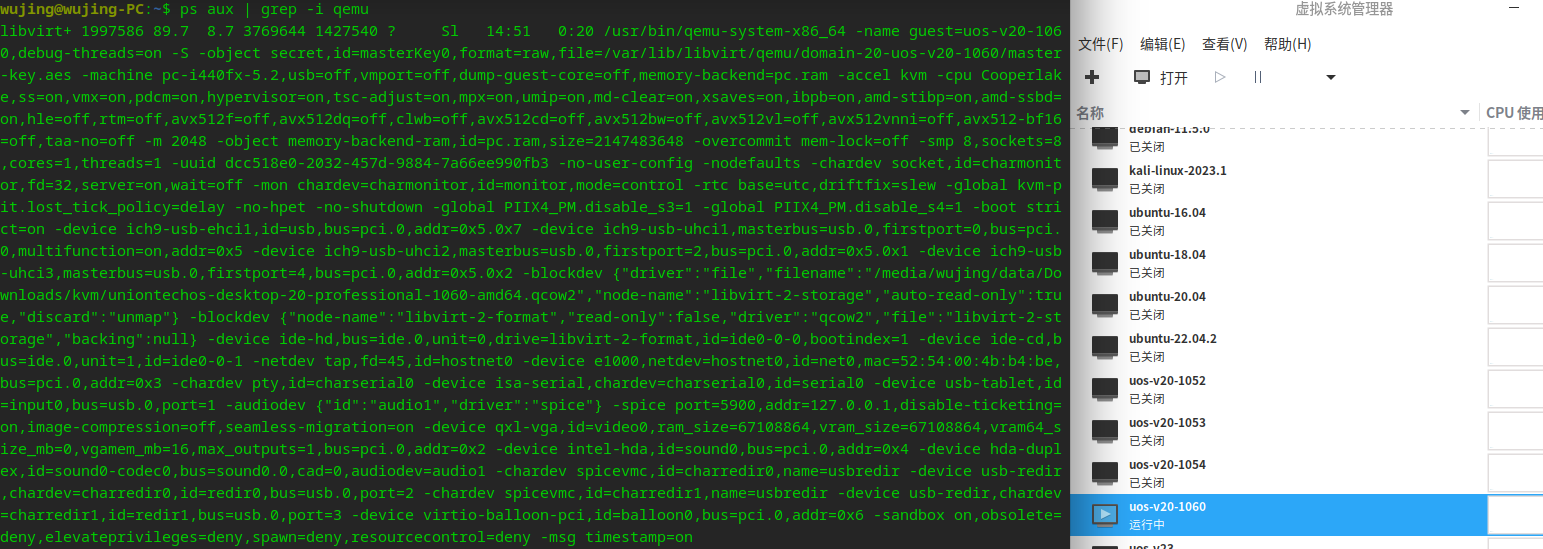 wujing@wujing-PC:~$ ps aux | grep -i qemu
libvirt+ 1997586 89.7  8.7 3769644 1427540 ?     Sl   14:51   0:20 /usr/bin/qemu-system-x86_64 -name guest=uos-v20-106
0,debug-threads=on -S -object secret,id=masterKey0,format=raw,file=/var/lib/libvirt/qemu/domain-20-uos-v20-1060/master
-key.aes -machine pc-i440fx-5.2,usb=off,vmport=off,dump-guest-core=off,memory-backend=pc.ram -accel kvm -cpu Cooperlak
e,ss=on,vmx=on,pdcm=on,hypervisor=on,tsc-adjust=on,mpx=on,umip=on,md-clear=on,xsaves=on,ibpb=on,amd-stibp=on,amd-ssbd=
on,hle=off,rtm=off,avx512f=off,avx512dq=off,clwb=off,avx512cd=off,avx512bw=off,avx512vl=off,avx512vnni=off,avx512-bf16
=off,taa-no=off -m 2048 -object memory-backend-ram,id=pc.ram,size=2147483648 -overcommit mem-lock=off -smp 8,sockets=8
,cores=1,threads=1 -uuid dcc518e0-2032-457d-9884-7a66ee990fb3 -no-user-config -nodefaults -chardev socket,id=charmonit
or,fd=32,server=on,wait=off -mon chardev=charmonitor,id=monitor,mode=control -rtc base=utc,driftfix=slew -global kvm-p
it.lost_tick_policy=delay -no-hpet -no-shutdown -global PIIX4_PM.disable_s3=1 -global PIIX4_PM.disable_s4=1 -boot stri
ct=on -device ich9-usb-ehci1,id=usb,bus=pci.0,addr=0x5.0x7 -device ich9-usb-uhci1,masterbus=usb.0,firstport=0,bus=pci.
0,multifunction=on,addr=0x5 -device ich9-usb-uhci2,masterbus=usb.0,firstport=2,bus=pci.0,addr=0x5.0x1 -device ich9-usb
-uhci3,masterbus=usb.0,firstport=4,bus=pci.0,addr=0x5.0x2 -blockdev {"driver":"file","filename":"/media/wujing/data/Do
wnloads/kvm/uniontechos-desktop-20-professional-1060-amd64.qcow2","node-name":"libvirt-2-storage","auto-read-only":tru
e,"discard":"unmap"} -blockdev {"node-name":"libvirt-2-format","read-only":false,"driver":"qcow2","file":"libvirt-2-st
orage","backing":null} -device ide-hd,bus=ide.0,unit=0,drive=libvirt-2-format,id=ide0-0-0,bootindex=1 -device ide-cd,b
us=ide.0,unit=1,id=ide0-0-1 -netdev tap,fd=45,id=hostnet0 -device e1000,netdev=hostnet0,id=net0,mac=52:54:00:4b:b4:be,
bus=pci.0,addr=0x3 -chardev pty,id=charserial0 -device isa-serial,chardev=charserial0,id=serial0 -device usb-tablet,id
=input0,bus=usb.0,port=1 -audiodev {"id":"audio1","driver":"spice"} -spice port=5900,addr=127.0.0.1,disable-ticketing=
on,image-compression=off,seamless-migration=on -device qxl-vga,id=video0,ram_size=67108864,vram_size=67108864,vram64_s
ize_mb=0,vgamem_mb=16,max_outputs=1,bus=pci.0,addr=0x2 -device intel-hda,id=sound0,bus=pci.0,addr=0x4 -device hda-dupl
ex,id=sound0-codec0,bus=sound0.0,cad=0,audiodev=audio1 -chardev spicevmc,id=charredir0,name=usbredir -device usb-redir
,chardev=charredir0,id=redir0,bus=usb.0,port=2 -chardev spicevmc,id=charredir1,name=usbredir -device usb-redir,chardev
=charredir1,id=redir1,bus=usb.0,port=3 -device virtio-balloon-pci,id=balloon0,bus=pci.0,addr=0x6 -sandbox on,obsolete=
deny,elevateprivileges=deny,spawn=deny,resourcecontrol=deny -msg timestamp=on
虚拟系统管理器
文件(F) 编辑(E) 查看(V) 帮助(H)
打开
名称 CPU 使用
debian-11.5.0
已关闭
kali-linux-2023.1
已关闭
ubuntu-16.04
已关闭
ubuntu-18.04
已关闭
ubuntu-20.04
已关闭
ubuntu-22.04.2
已关闭
uos-v20-1052
已关闭
uos-v20-1053
已关闭
uos-v20-1054
已关闭
uos-v20-1060
运行中
uos-v23